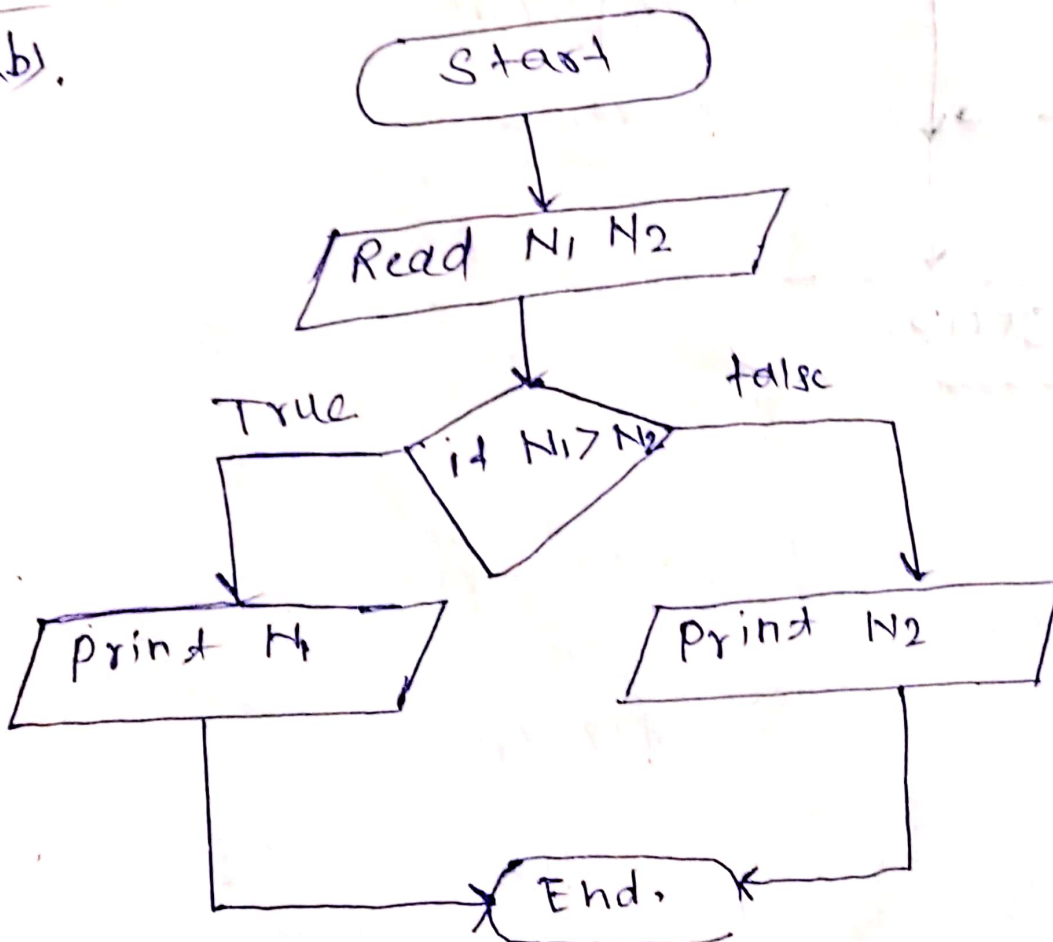 b).
Start
Read N1 N2
True
false
if N1 > N2
Print N1
Print N2
End.